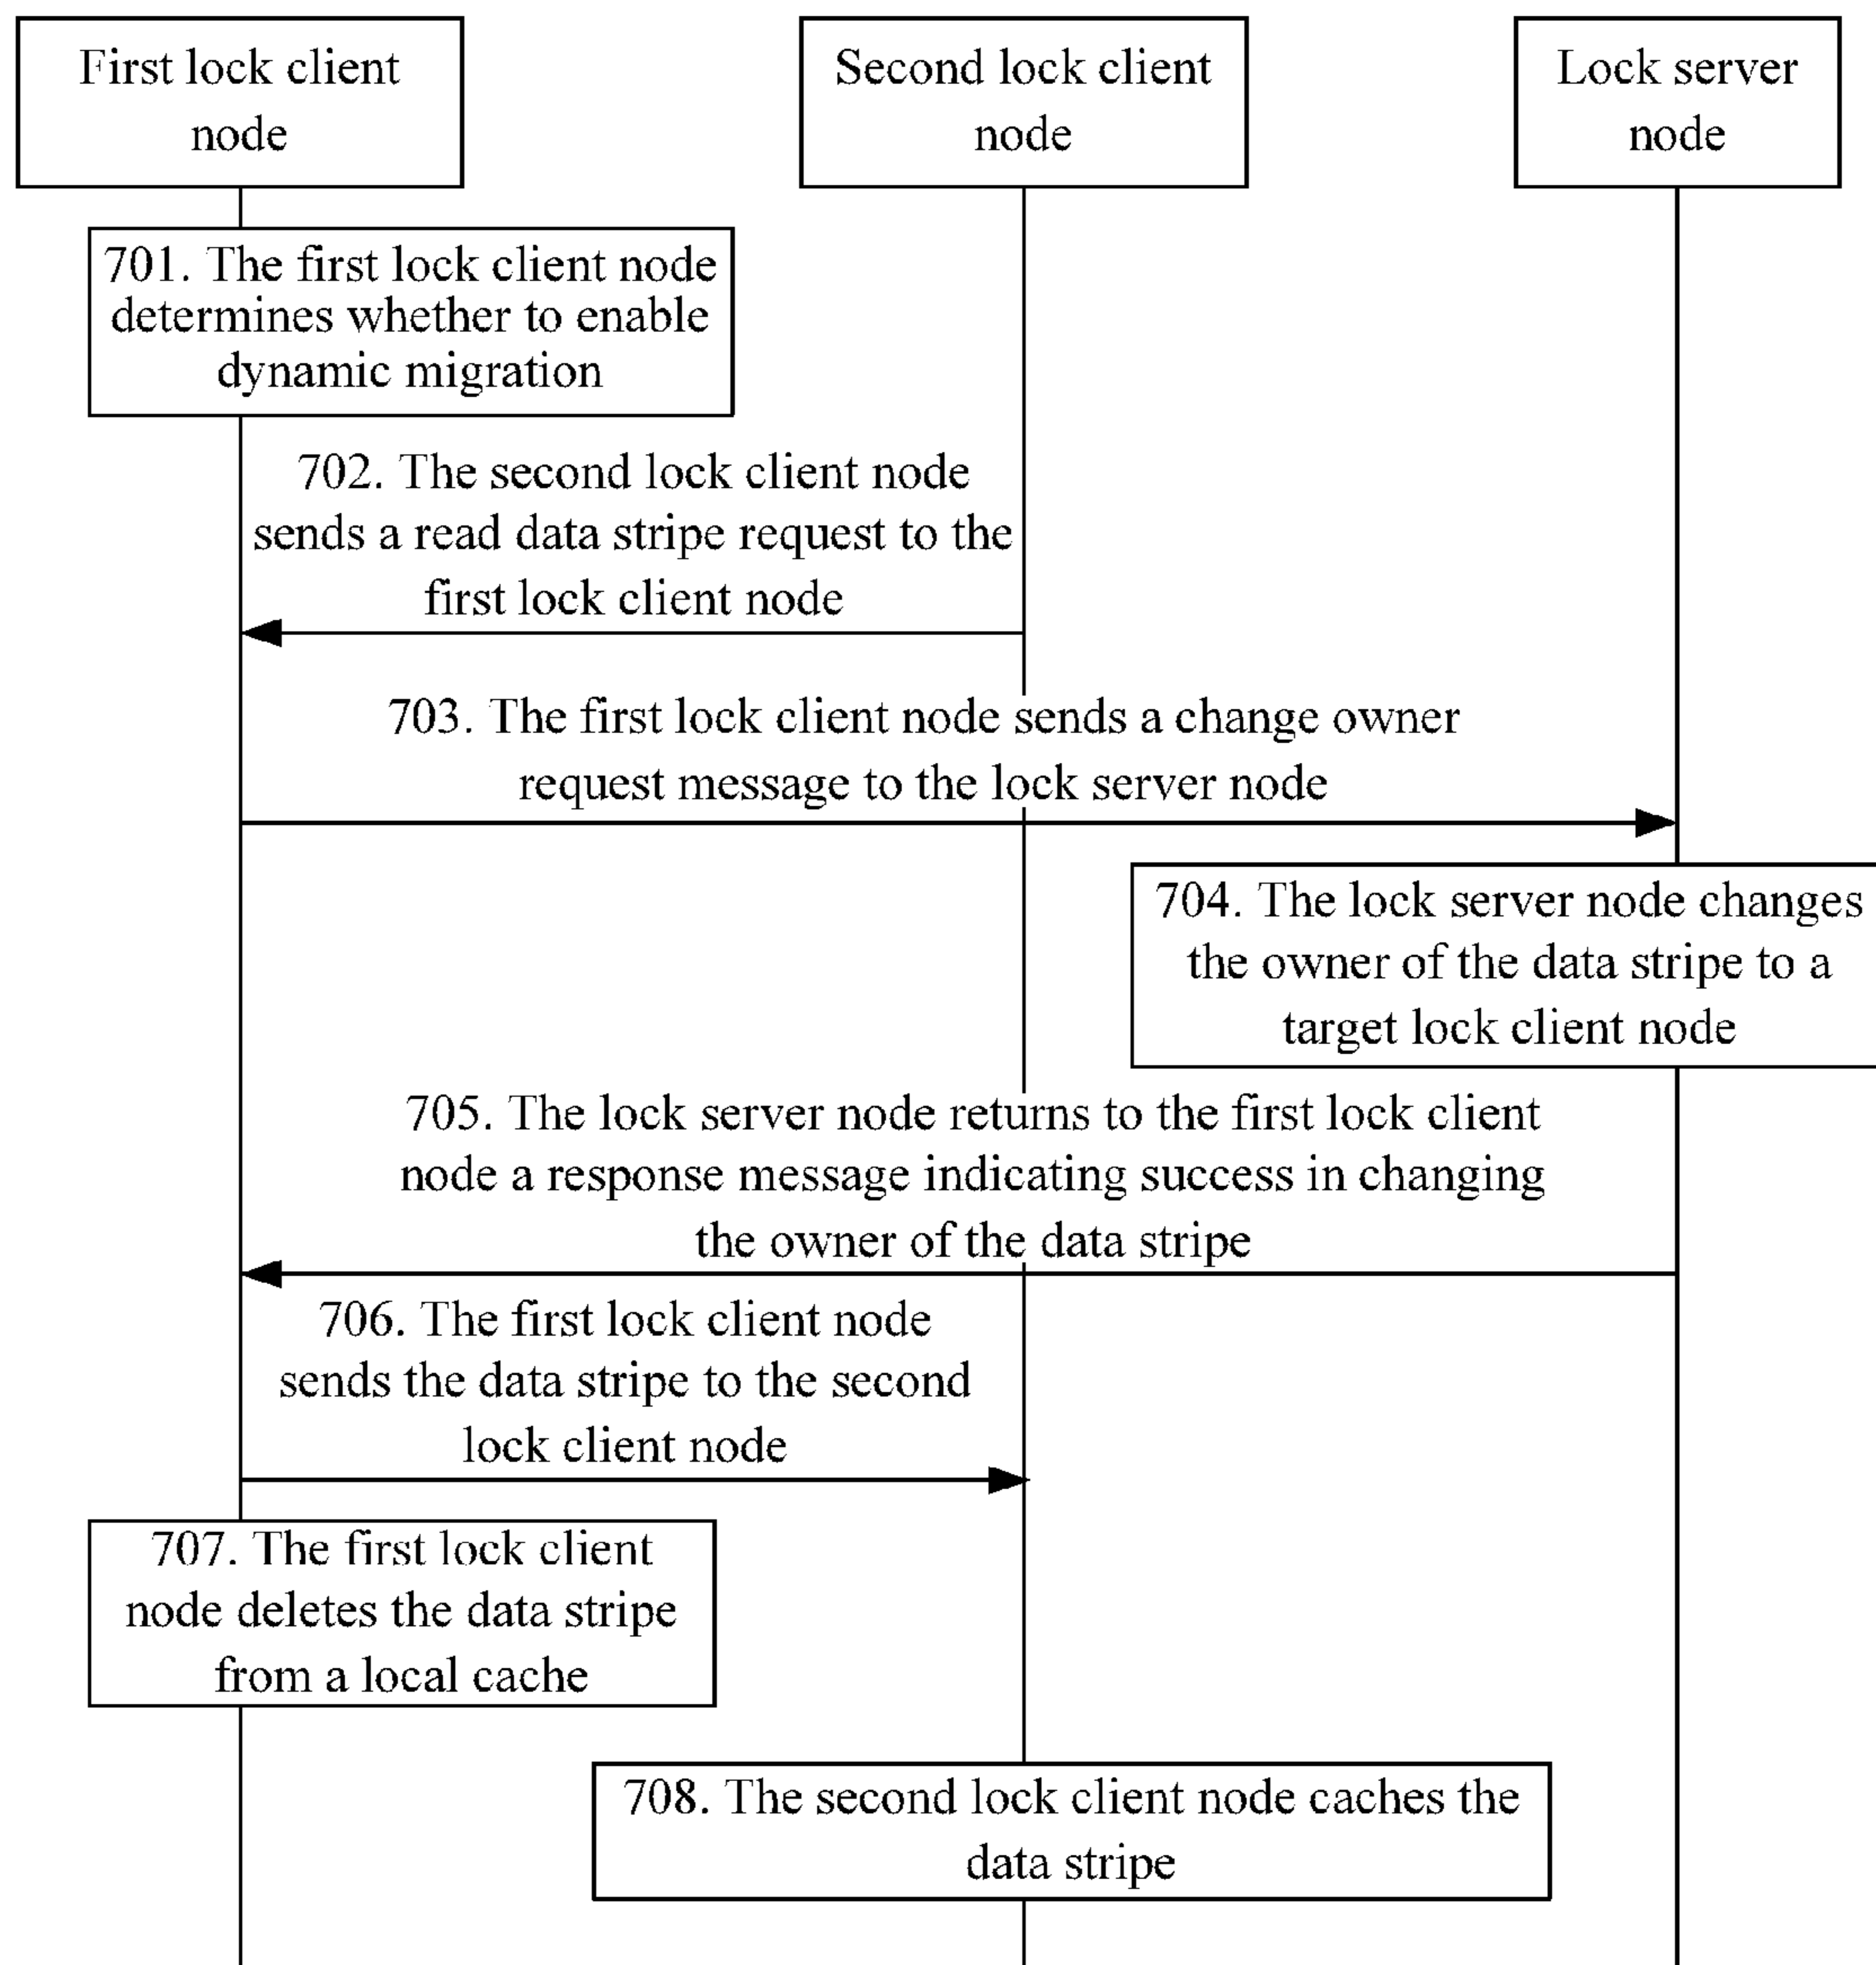 First lock client
node
Second lock client
node
Lock server
node
701. The first lock client node
determines whether to enable
dynamic migration
702. The second lock client node
sends a read data stripe request to the
first lock client node
703. The first lock client node sends a change owner
request message to the lock server node
704. The lock server node changes
the owner of the data stripe to a
target lock client node
705. The lock server node returns to the first lock client
node a response message indicating success in changing
the owner of the data stripe
706. The first lock client node
sends the data stripe to the second
lock client node
707. The first lock client
node deletes the data stripe
from a local cache
708. The second lock client node caches the
data stripe